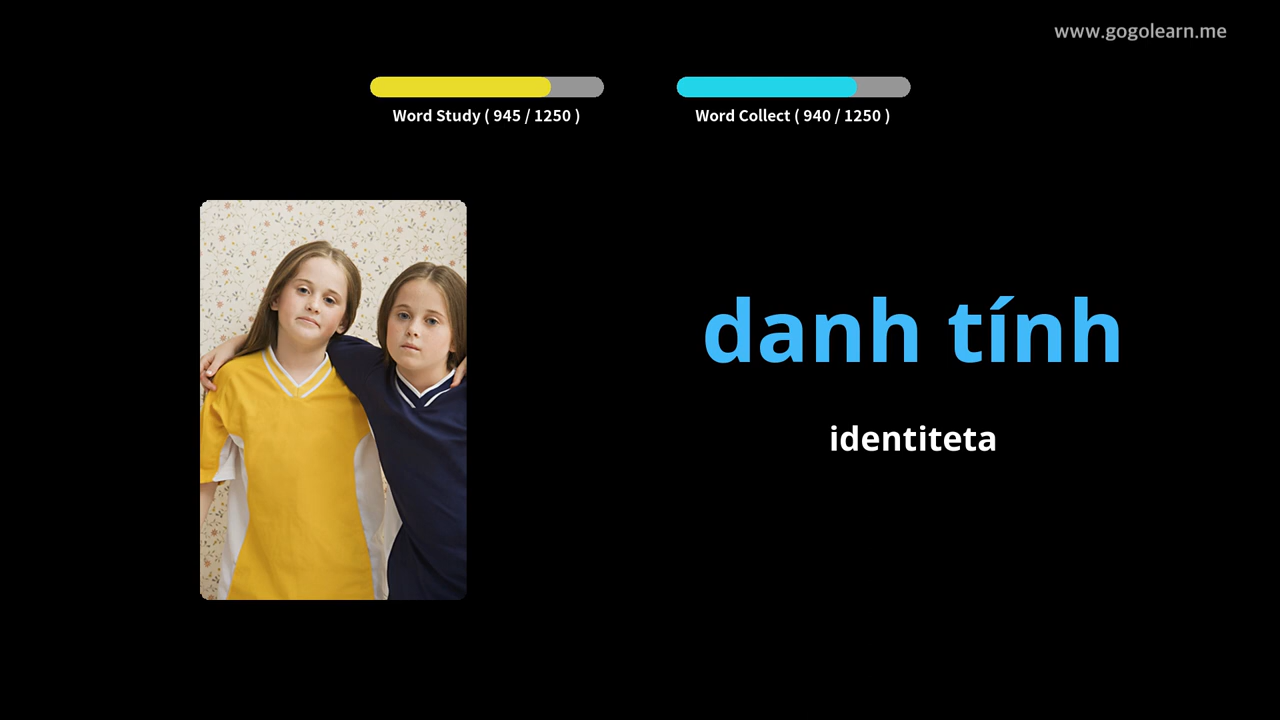 www.gogolearn.me
Word Study ( 945 / 1250 )
Word Collect ( 940 / 1250 )
danh tính
identiteta